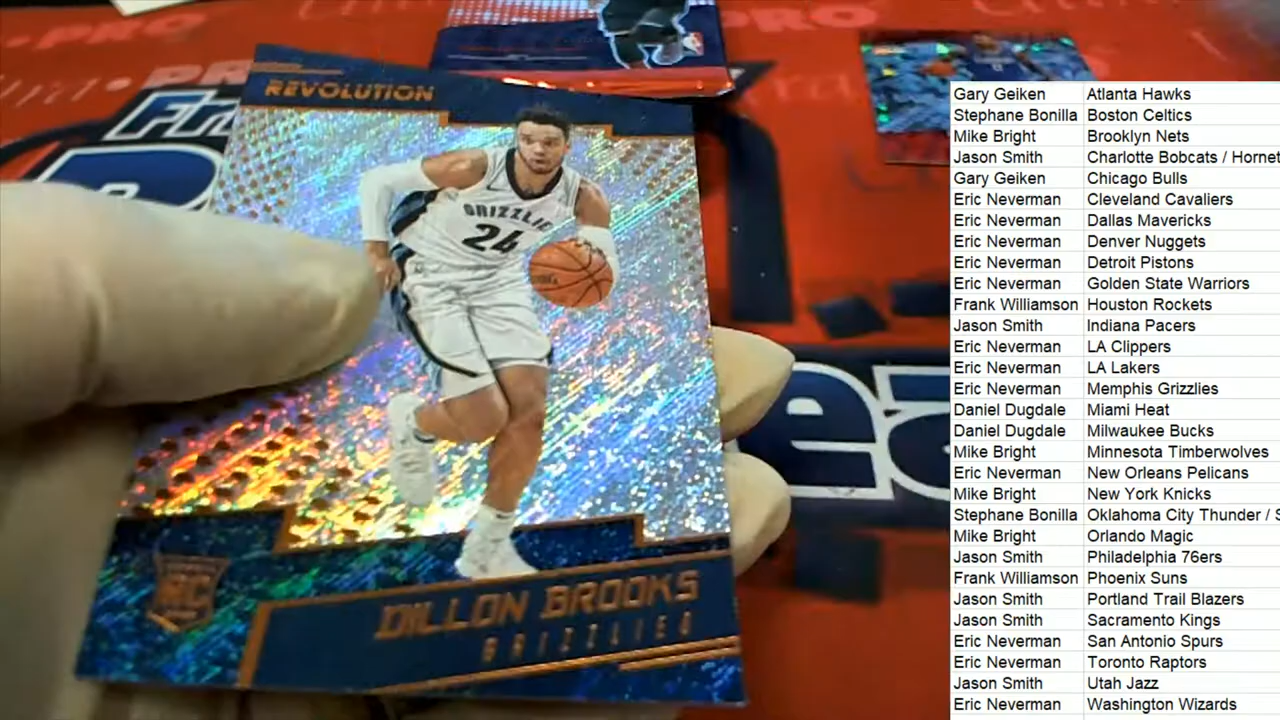 PRO
PRO
REVOLUTION
GRIZZLIE
24
RC
DILLON BROOKS
GRIZZLIES
Gary Geiken Atlanta Hawks
Stephane Bonilla Boston Celtics
Mike Bright Brooklyn Nets
Jason Smith Charlotte Bobcats / Hornet
Gary Geiken Chicago Bulls
Eric Neverman Cleveland Cavaliers
Eric Neverman Dallas Mavericks
Eric Neverman Denver Nuggets
Eric Neverman Detroit Pistons
Eric Neverman Golden State Warriors
Frank Williamson Houston Rockets
Jason Smith Indiana Pacers
Eric Neverman LA Clippers
Eric Neverman LA Lakers
Eric Neverman Memphis Grizzlies
Daniel Dugdale Miami Heat
Daniel Dugdale Milwaukee Bucks
Mike Bright Minnesota Timberwolves
Eric Neverman New Orleans Pelicans
Mike Bright New York Knicks
Stephane Bonilla Oklahoma City Thunder / S
Mike Bright Orlando Magic
Jason Smith Philadelphia 76ers
Frank Williamson Phoenix Suns
Jason Smith Portland Trail Blazers
Jason Smith Sacramento Kings
Eric Neverman San Antonio Spurs
Eric Neverman Toronto Raptors
Jason Smith Utah Jazz
Eric Neverman Washington Wizards